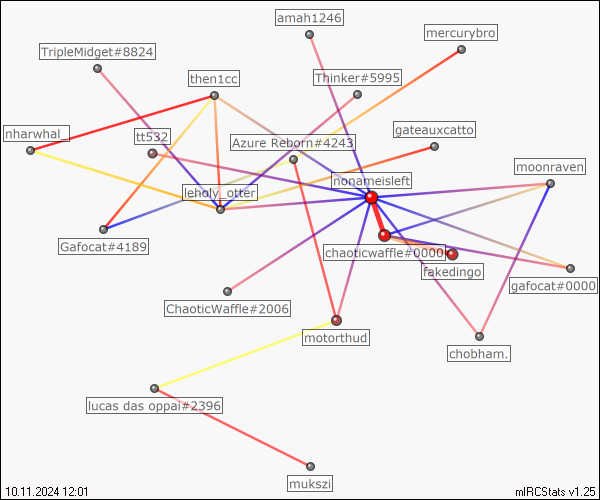 amah1246
mercurybro
TripleMidget#8824
then1cc
Thinker#5995
gateauxcatto
nharwhal_
tt532
Azure Reborn#4243
moonraven
nonameisleft
leholy_otter
Gafocat#4189
chaoticwaffle#0000
fakedingo
gafocat#0000
ChaoticWaffle#2006
motorthud
chobham.
lucas das oppai#2396
mukszi
10.11.2024 12:01
mIRCStats v1.25